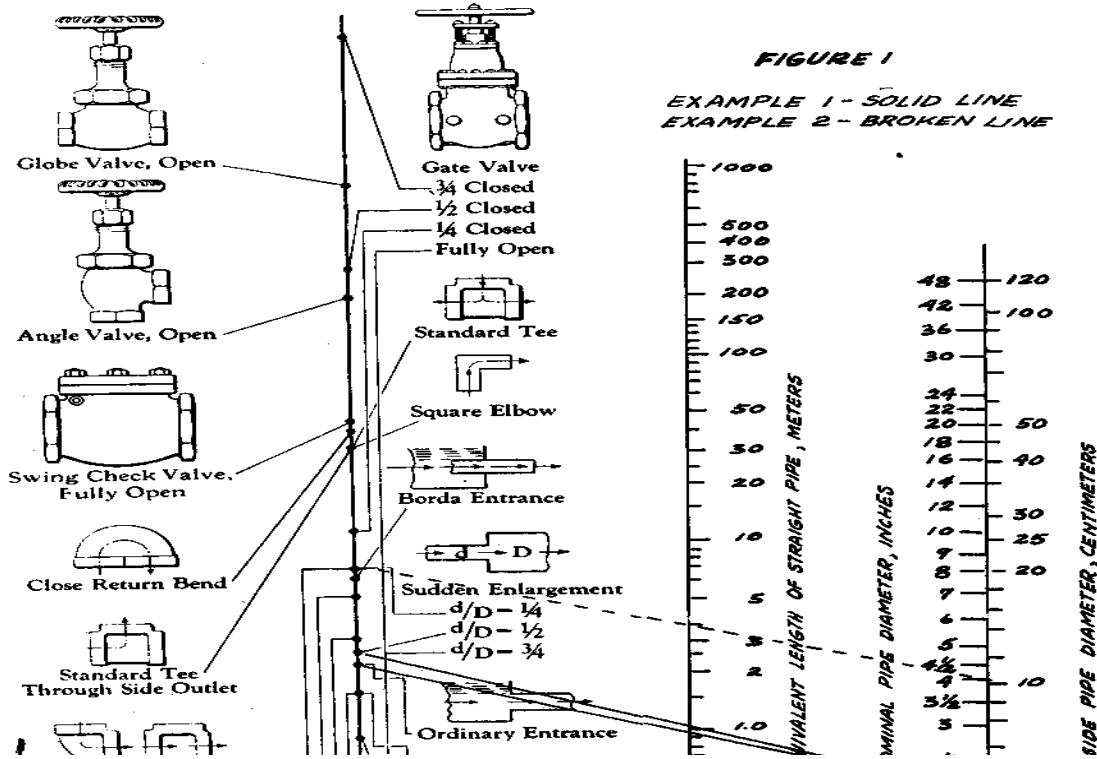 FIGURE 1
EXAMPLE 1 - SOLID LINE
EXAMPLE 2 - BROKEN LINE
Globe Valve, Open
Angle Valve, Open
Swing Check Valve,
Fully Open
Close Return Bend
Standard Tee
Through Side Outlet
Gate Valve
¾ Closed
½ Closed
¼ Closed
Fully Open
Standard Tee
Square Elbow
Borda Entrance
d
D
Sudden Enlargement
d/D - ¼
d/D - ½
d/D - ¾
Ordinary Entrance
1000
500
400
300
200
150
100
50
30
20
10
5
3
2
1.0
IVALENT LENGTH OF STRAIGHT PIPE, METERS
OMINAL PIPE DIAMETER, INCHES
48
42
36
30
24
22
20
18
16
14
12
10
9
8
7
6
5
4½
4
3½
3
120
100
50
40
30
25
20
10
SIDE PIPE DIAMETER, CENTIMETERS